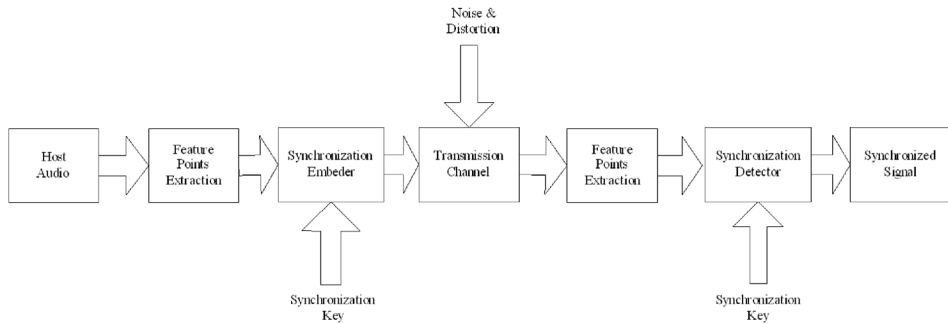 Noise &
Distortion
Host
Audio
Feature
Points
Extraction
Synchronization
Embeder
Transmission
Channel
Feature
Points
Extraction
Synchronization
Detector
Synchronized
Signal
Synchronization
Key
Synchronization
Key